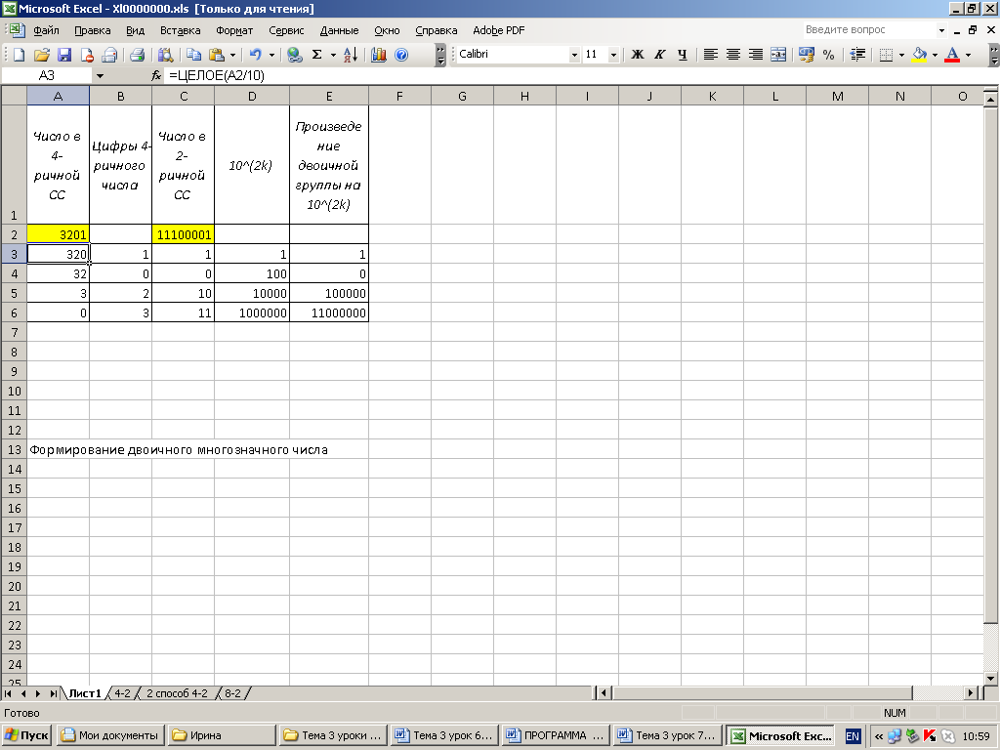 Microsoft Excel - Xl0000000.xls [Только для чтения]
Файл Правка Вид Вставка Формат Сервис Данные Окно Справка Adobe PDF Введите вопрос
Calibri 11 Ж К Ч
A3 fx =ЦЕЛОЕ(A2/10)
A B C D E F G H I J K L M N O
Число в 4-ричной СС Цифры 4-ричного числа Число в 2-ричной СС 10^(2k) Произведение двоичной группы на 10^(2k)
1
2 3201 11100001
3 320 1 1 1 1
4 32 0 0 100 0
5 3 2 10 10000 100000
6 0 3 11 1000000 11000000
7
8
9
10
11
12
13 Формирование двоичного многозначного числа
14
15
16
17
18
19
20
21
22
23
24
25
Лист1 4-2 2 способ 4-2 8-2
Готово NUM
Пуск Мои документы Ирина Тема 3 уроки ... Тема 3 урок 6... ПРОГРАММА ... Тема 3 урок 7... Microsoft Exc... EN « 10:59